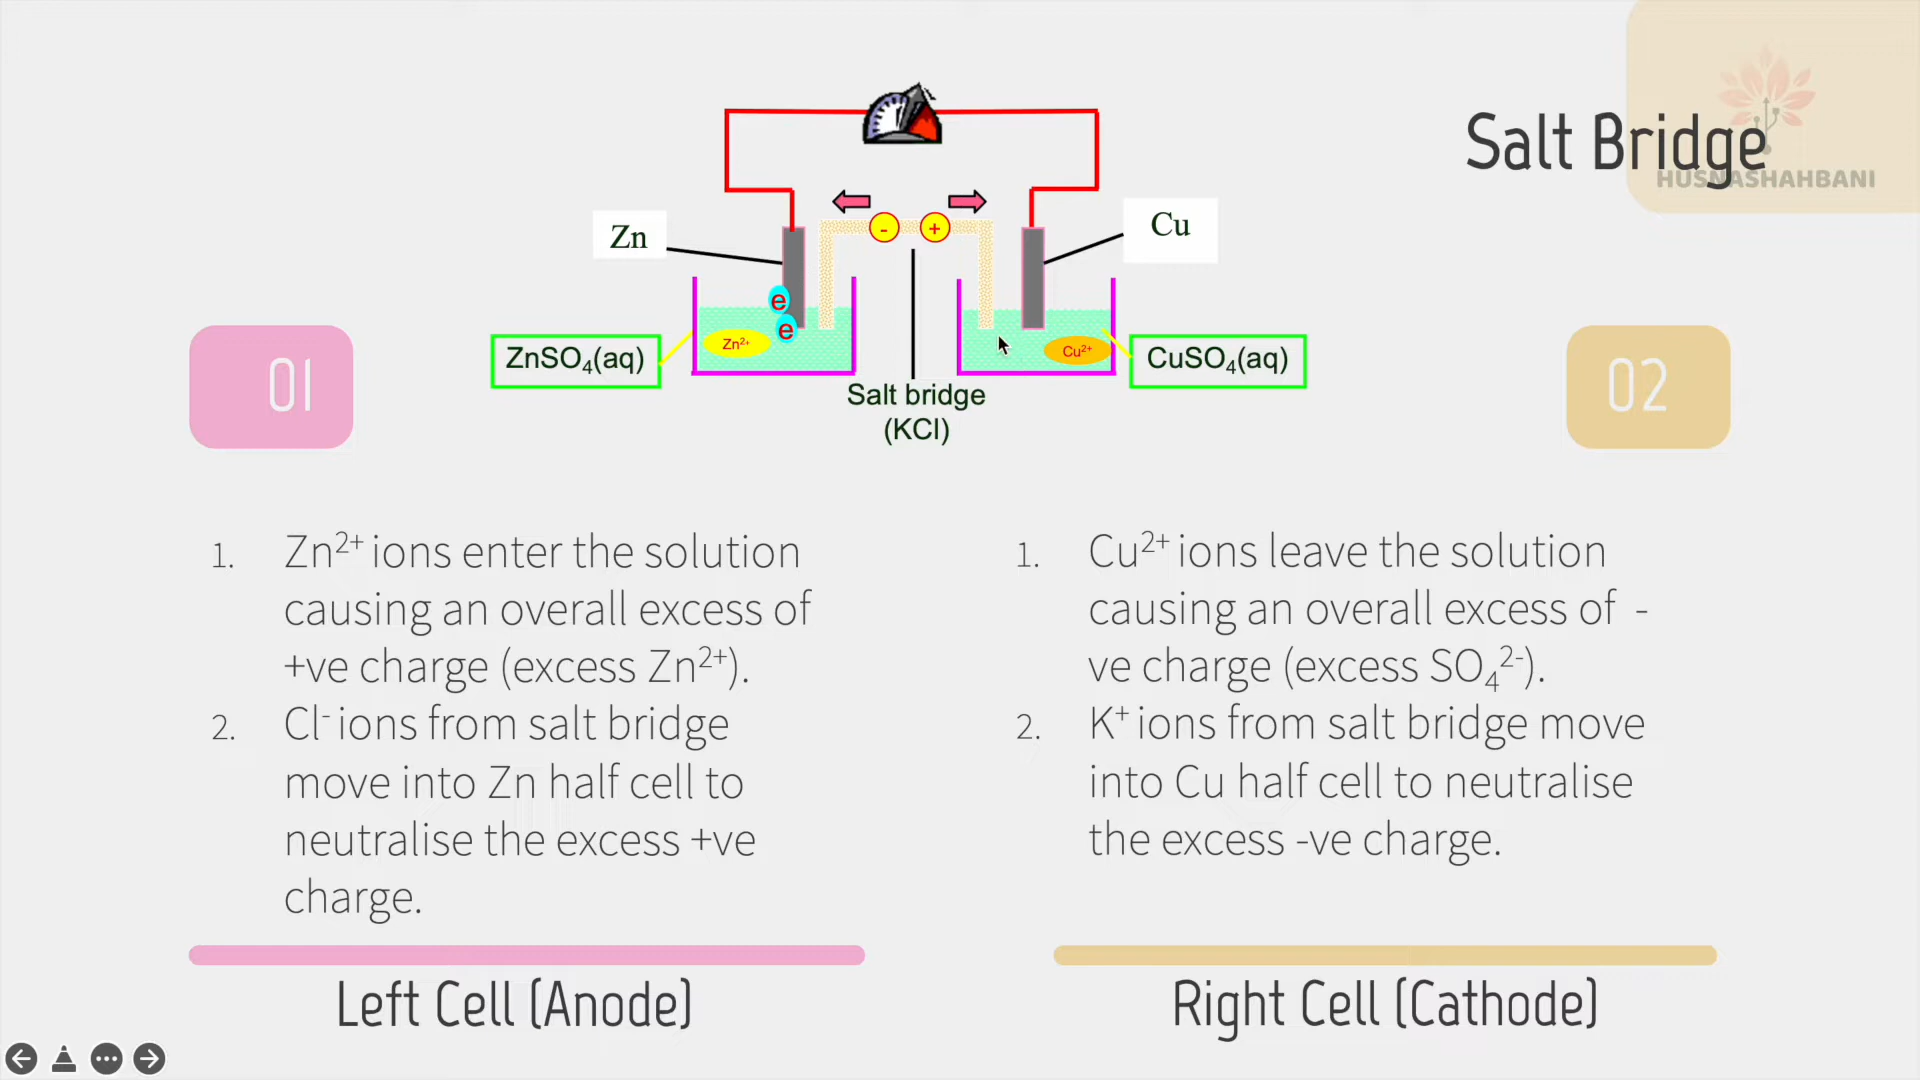 Salt Bridge
HUSNASHAHBANI
-
+
Zn
Cu
e
e
Zn²⁺
Cu²⁺
ZnSO₄(aq)
CuSO₄(aq)
Salt bridge
(KCl)
01
02
1. Zn²⁺ ions enter the solution
causing an overall excess of
+ve charge (excess Zn²⁺).
2. Cl⁻ ions from salt bridge
move into Zn half cell to
neutralise the excess +ve
charge.
Left Cell (Anode)
1. Cu²⁺ ions leave the solution
causing an overall excess of -
ve charge (excess SO₄²⁻).
2. K⁺ ions from salt bridge move
into Cu half cell to neutralise
the excess -ve charge.
Right Cell (Cathode)